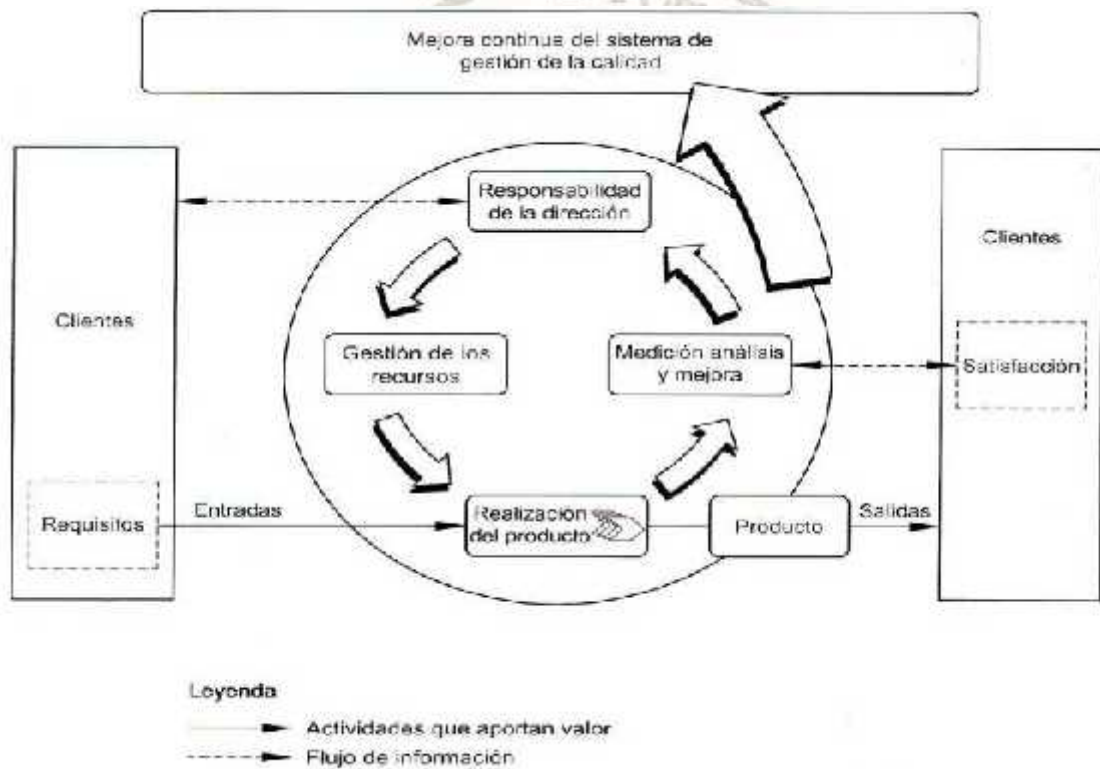 Mejora continua del sistema de
gestión de la calidad
Responsabilidad
de la dirección
Clientes
Clientes
Gestión de los
recursos
Medición análisis
y mejora
Satisfacción
Requisitos
Entradas
Realización
del producto
Producto
Salidas
Leyenda
Actividades que aportan valor
Flujo de información